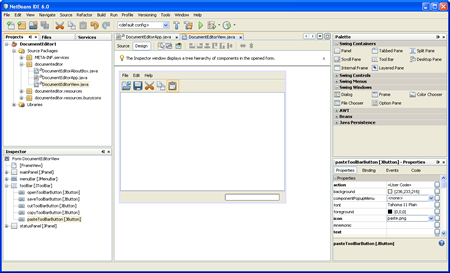 NetBeans IDE 6.0
File Edit View Navigate Source Refactor Build Run Profile Versioning Tools Window Help
<default config>
Projects Files Services
DocumentEditor1
Source Packages
META-INF.services
documenteditor
DocumentEditorAboutBox.java
DocumentEditorApp.java
DocumentEditorView.java
documenteditor.resources
documenteditor.resources.busyicons
Libraries
Inspector
Form DocumentEditorView
[FrameView]
mainPanel [JPanel]
menuBar [JMenuBar]
toolBar [JToolBar]
openToolBarButton [JButton]
saveToolBarButton [JButton]
cutToolBarButton [JButton]
copyToolBarButton [JButton]
pasteToolBarButton [JButton]
statusPanel [JPanel]
DocumentEditorApp.java DocumentEditorView.java
Source Design
The Inspector window displays a tree hierarchy of components in the opened form.
File Edit Help
Palette
Swing Containers
Panel Tabbed Pane Split Pane
Scroll Pane Tool Bar Desktop Pane
Internal Frame Layered Pane
Swing Controls
Swing Menus
Swing Windows
Dialog Frame Color Chooser
File Chooser Option Pane
AWT
Beans
Java Persistence
pasteToolBarButton [JButton] - Properties
Properties Binding Events Code
Properties
action <User Code>
background [236,233,216]
componentPopupMenu <none>
font Tahoma 11 Plain
foreground [0,0,0]
icon paste.png
mnemonic
text
pasteToolBarButton [JButton]